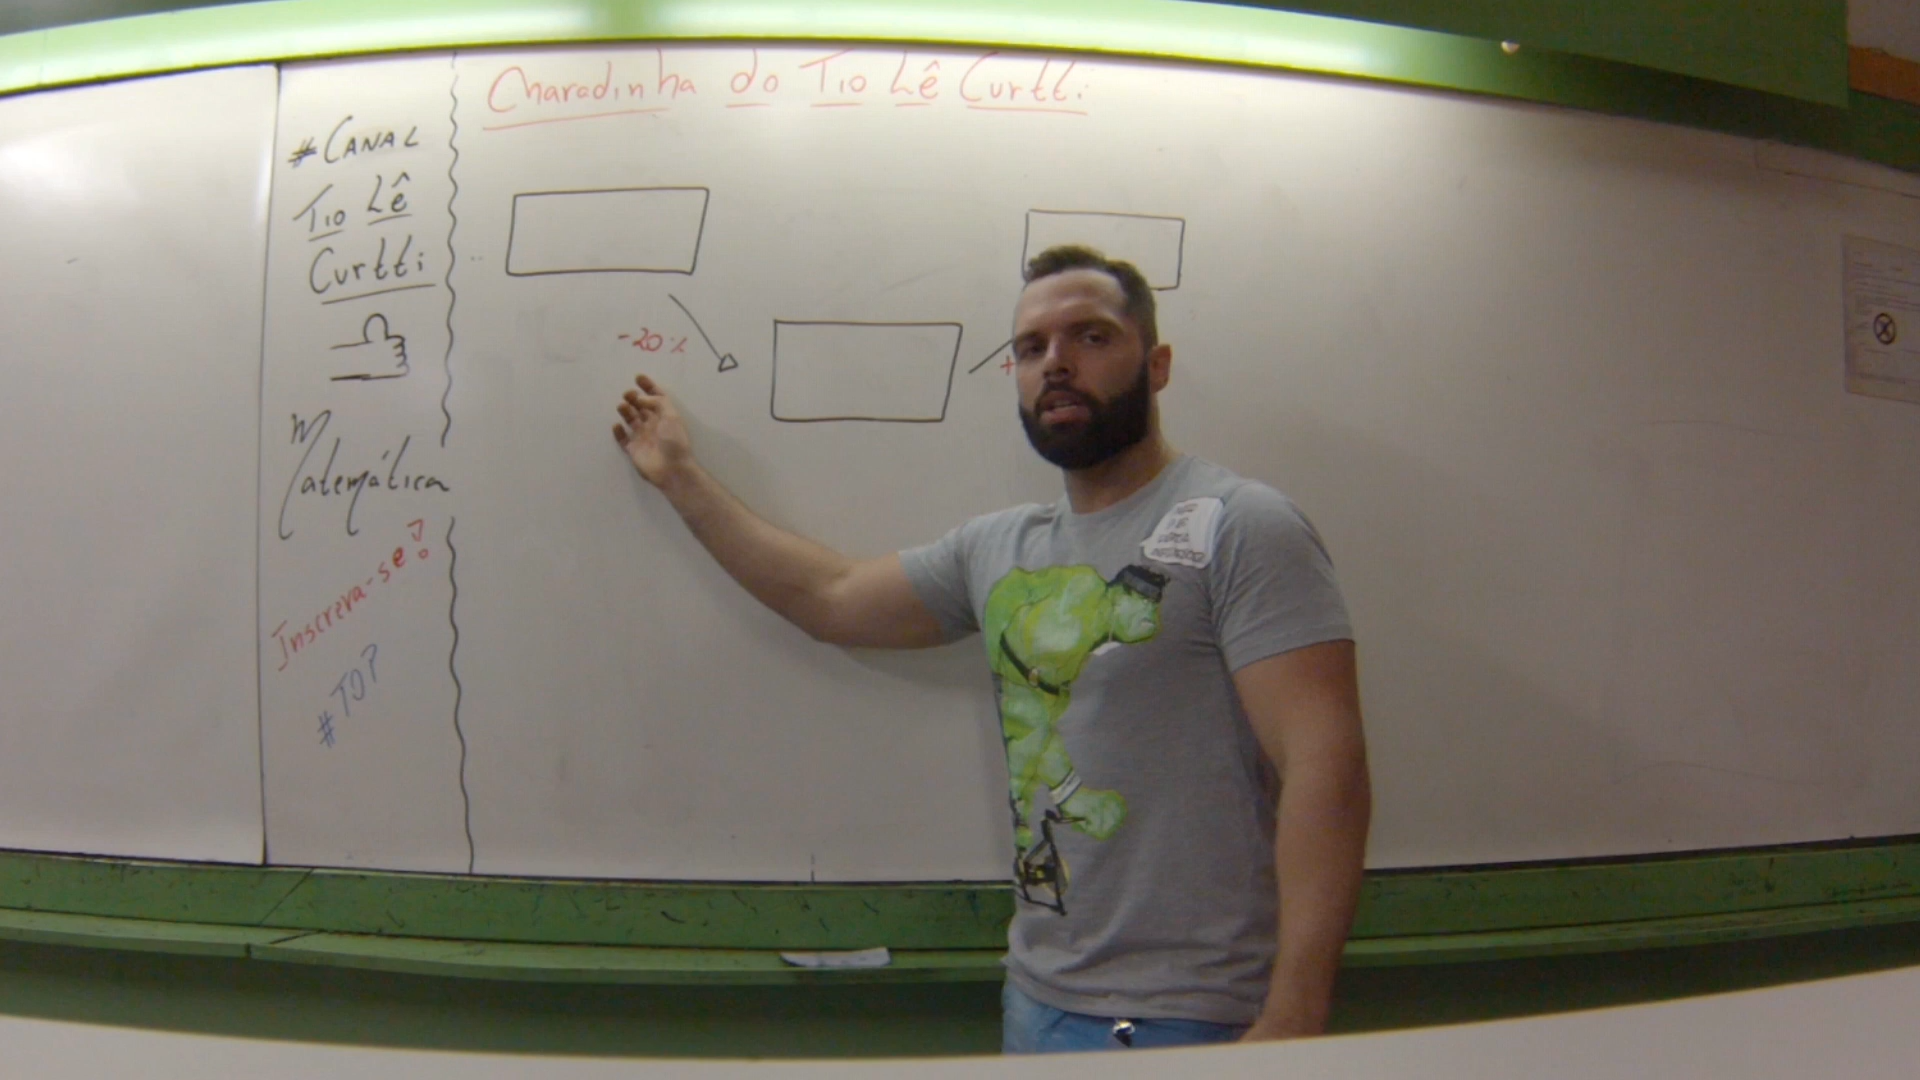 Charadinha do Tio Lê Curtti
#CANAL
Tio Lê
Curtti
Matemática
Inscreva-se!
#TOP
-20%
+